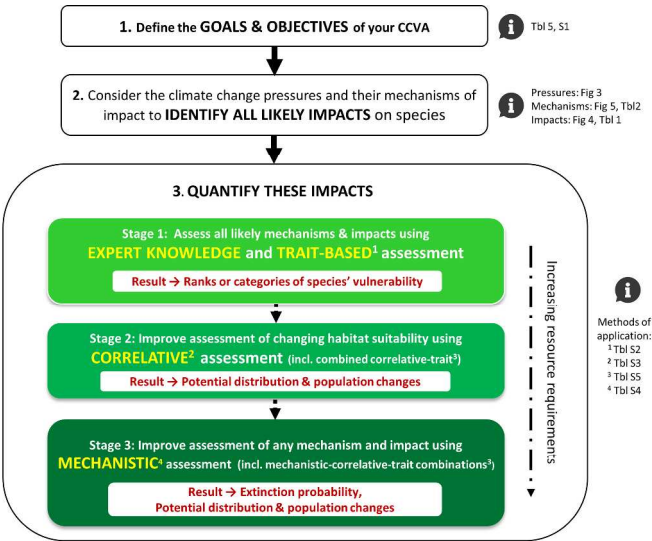 1. Define the GOALS & OBJECTIVES of your CCVA
i
Tbl 5, S1
2. Consider the climate change pressures and their mechanisms of
impact to IDENTIFY ALL LIKELY IMPACTS on species
i
Pressures: Fig 3
Mechanisms: Fig 5, Tbl2
Impacts: Fig 4, Tbl 1
3. QUANTIFY THESE IMPACTS
Stage 1: Assess all likely mechanisms & impacts using
EXPERT KNOWLEDGE and TRAIT-BASED¹ assessment
Result → Ranks or categories of species’ vulnerability
Stage 2: Improve assessment of changing habitat suitability using
CORRELATIVE² assessment (incl. combined correlative-trait³)
Result → Potential distribution & population changes
Stage 3: Improve assessment of any mechanism and impact using
MECHANISTIC⁴ assessment (incl. mechanistic-correlative-trait combinations³)
Result → Extinction probability,
Potential distribution & population changes
Increasing resource requirements
i
Methods of
application:
¹ Tbl S2
² Tbl S3
³ Tbl S5
⁴ Tbl S4